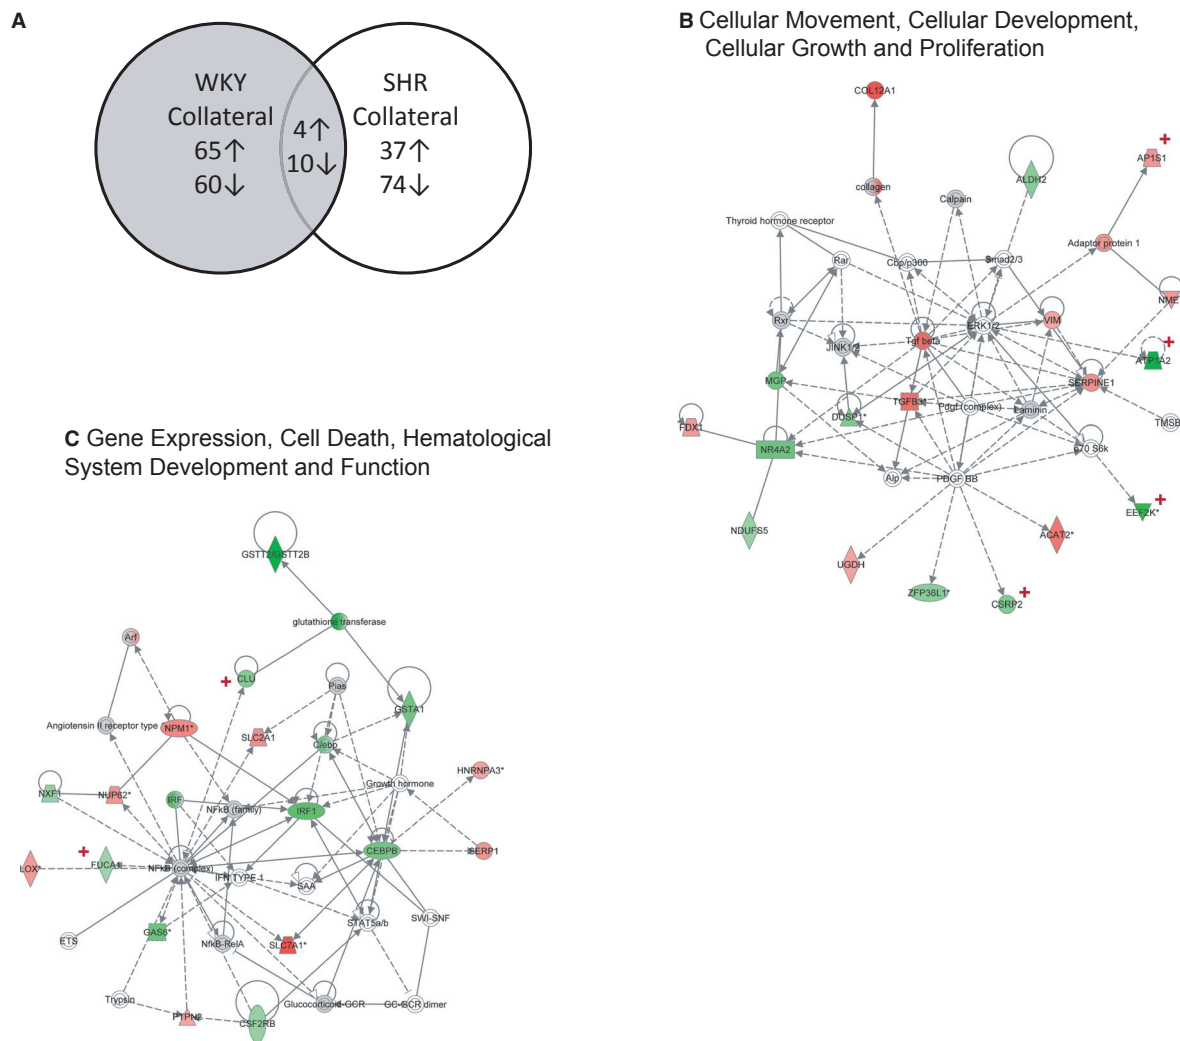 A
WKY
Collateral
65↑
60↓
4↑
10↓
SHR
Collateral
37↑
74↓
B Cellular Movement, Cellular Development,
Cellular Growth and Proliferation
COL12A1
+
AP1S1
collagen
ALDH2
Calpain
Thyroid hormone receptor
Adaptor protein 1
Rar
Cbp/p300
Smad2/3
NME
Rxr
ERK1/2
VIM
+
JINK1/2
Tgf beta
ATP1A2
MGP
SERPINE1
TGFB3*
Pdgf (complex)
Laminin
DUSP1*
TMSB
FDX1
NR4A2
p70 S6k
Alp
PDGF BB
+
EEF2K*
NDUFS5
ACAT2*
UGDH
ZFP36L1*
+
CSRP2
C Gene Expression, Cell Death, Hematological
System Development and Function
GSTT2/GSTT2B
glutathione transferase
Arf
+
CLU
Pias
GSTA1
Angiotensin II receptor type
NPM1*
SLC2A1
C/ebp
HNRNPA3*
Growth hormone
NXF1
NUP62*
IRF
NFkB (family)
IRF1
+
CEBPB
SERP1
LOX*
FUCA1
NFkB (complex)
IFN TYPE 1
SAA
SWI-SNF
STAT5a/b
ETS
GAS6*
NfkB-RelA
SLC7A1*
Trypsin
Glucocorticoid-GCR
GC-GCR dimer
PTPN2
CSF2RB